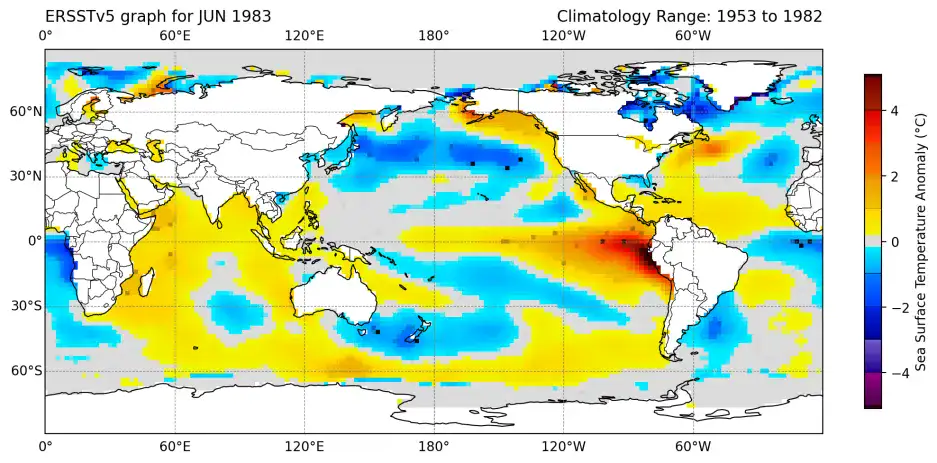 ERSSTv5 graph for JUN 1983 Climatology Range: 1953 to 1982
0° 60°E 120°E 180° 120°W 60°W
60°N
30°N
0°
30°S
60°S
0° 60°E 120°E 180° 120°W 60°W
4
2
0
−2
−4
Sea Surface Temperature Anomaly (°C)